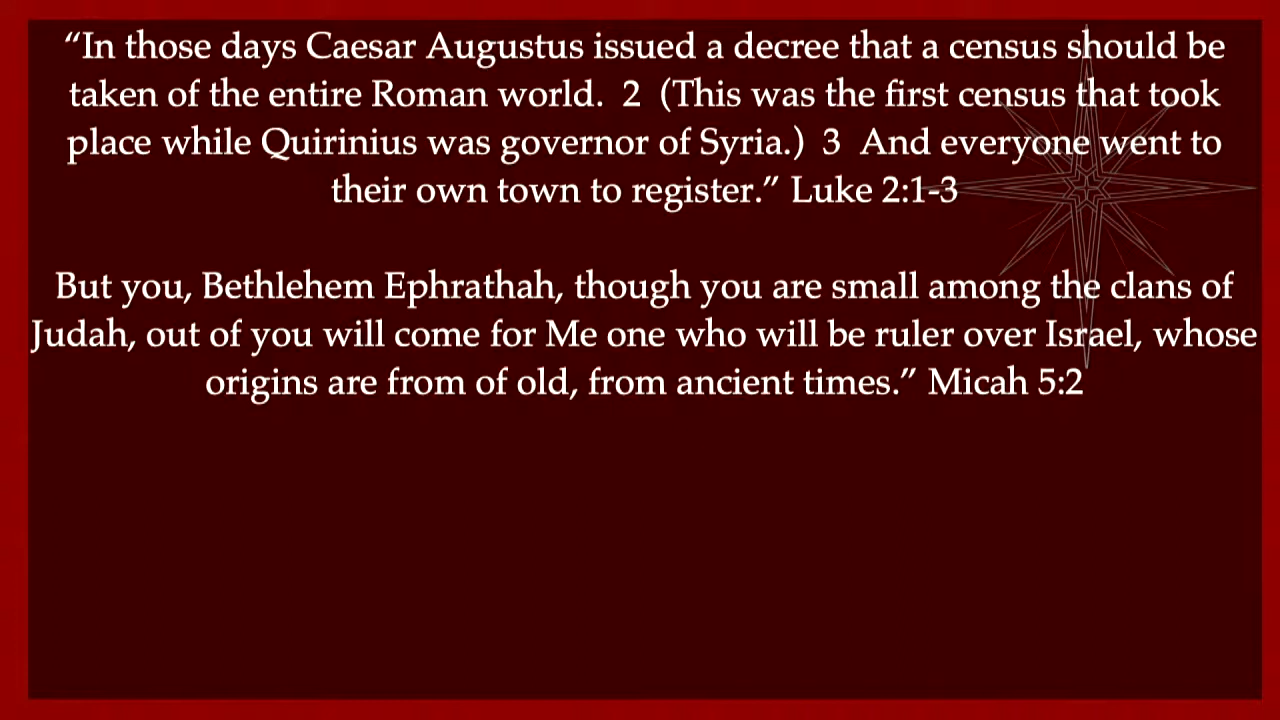 “In those days Caesar Augustus issued a decree that a census should be
taken of the entire Roman world.  2  (This was the first census that took
place while Quirinius was governor of Syria.)  3  And everyone went to
their own town to register.” Luke 2:1-3
But you, Bethlehem Ephrathah, though you are small among the clans of
Judah, out of you will come for Me one who will be ruler over Israel, whose
origins are from of old, from ancient times.” Micah 5:2